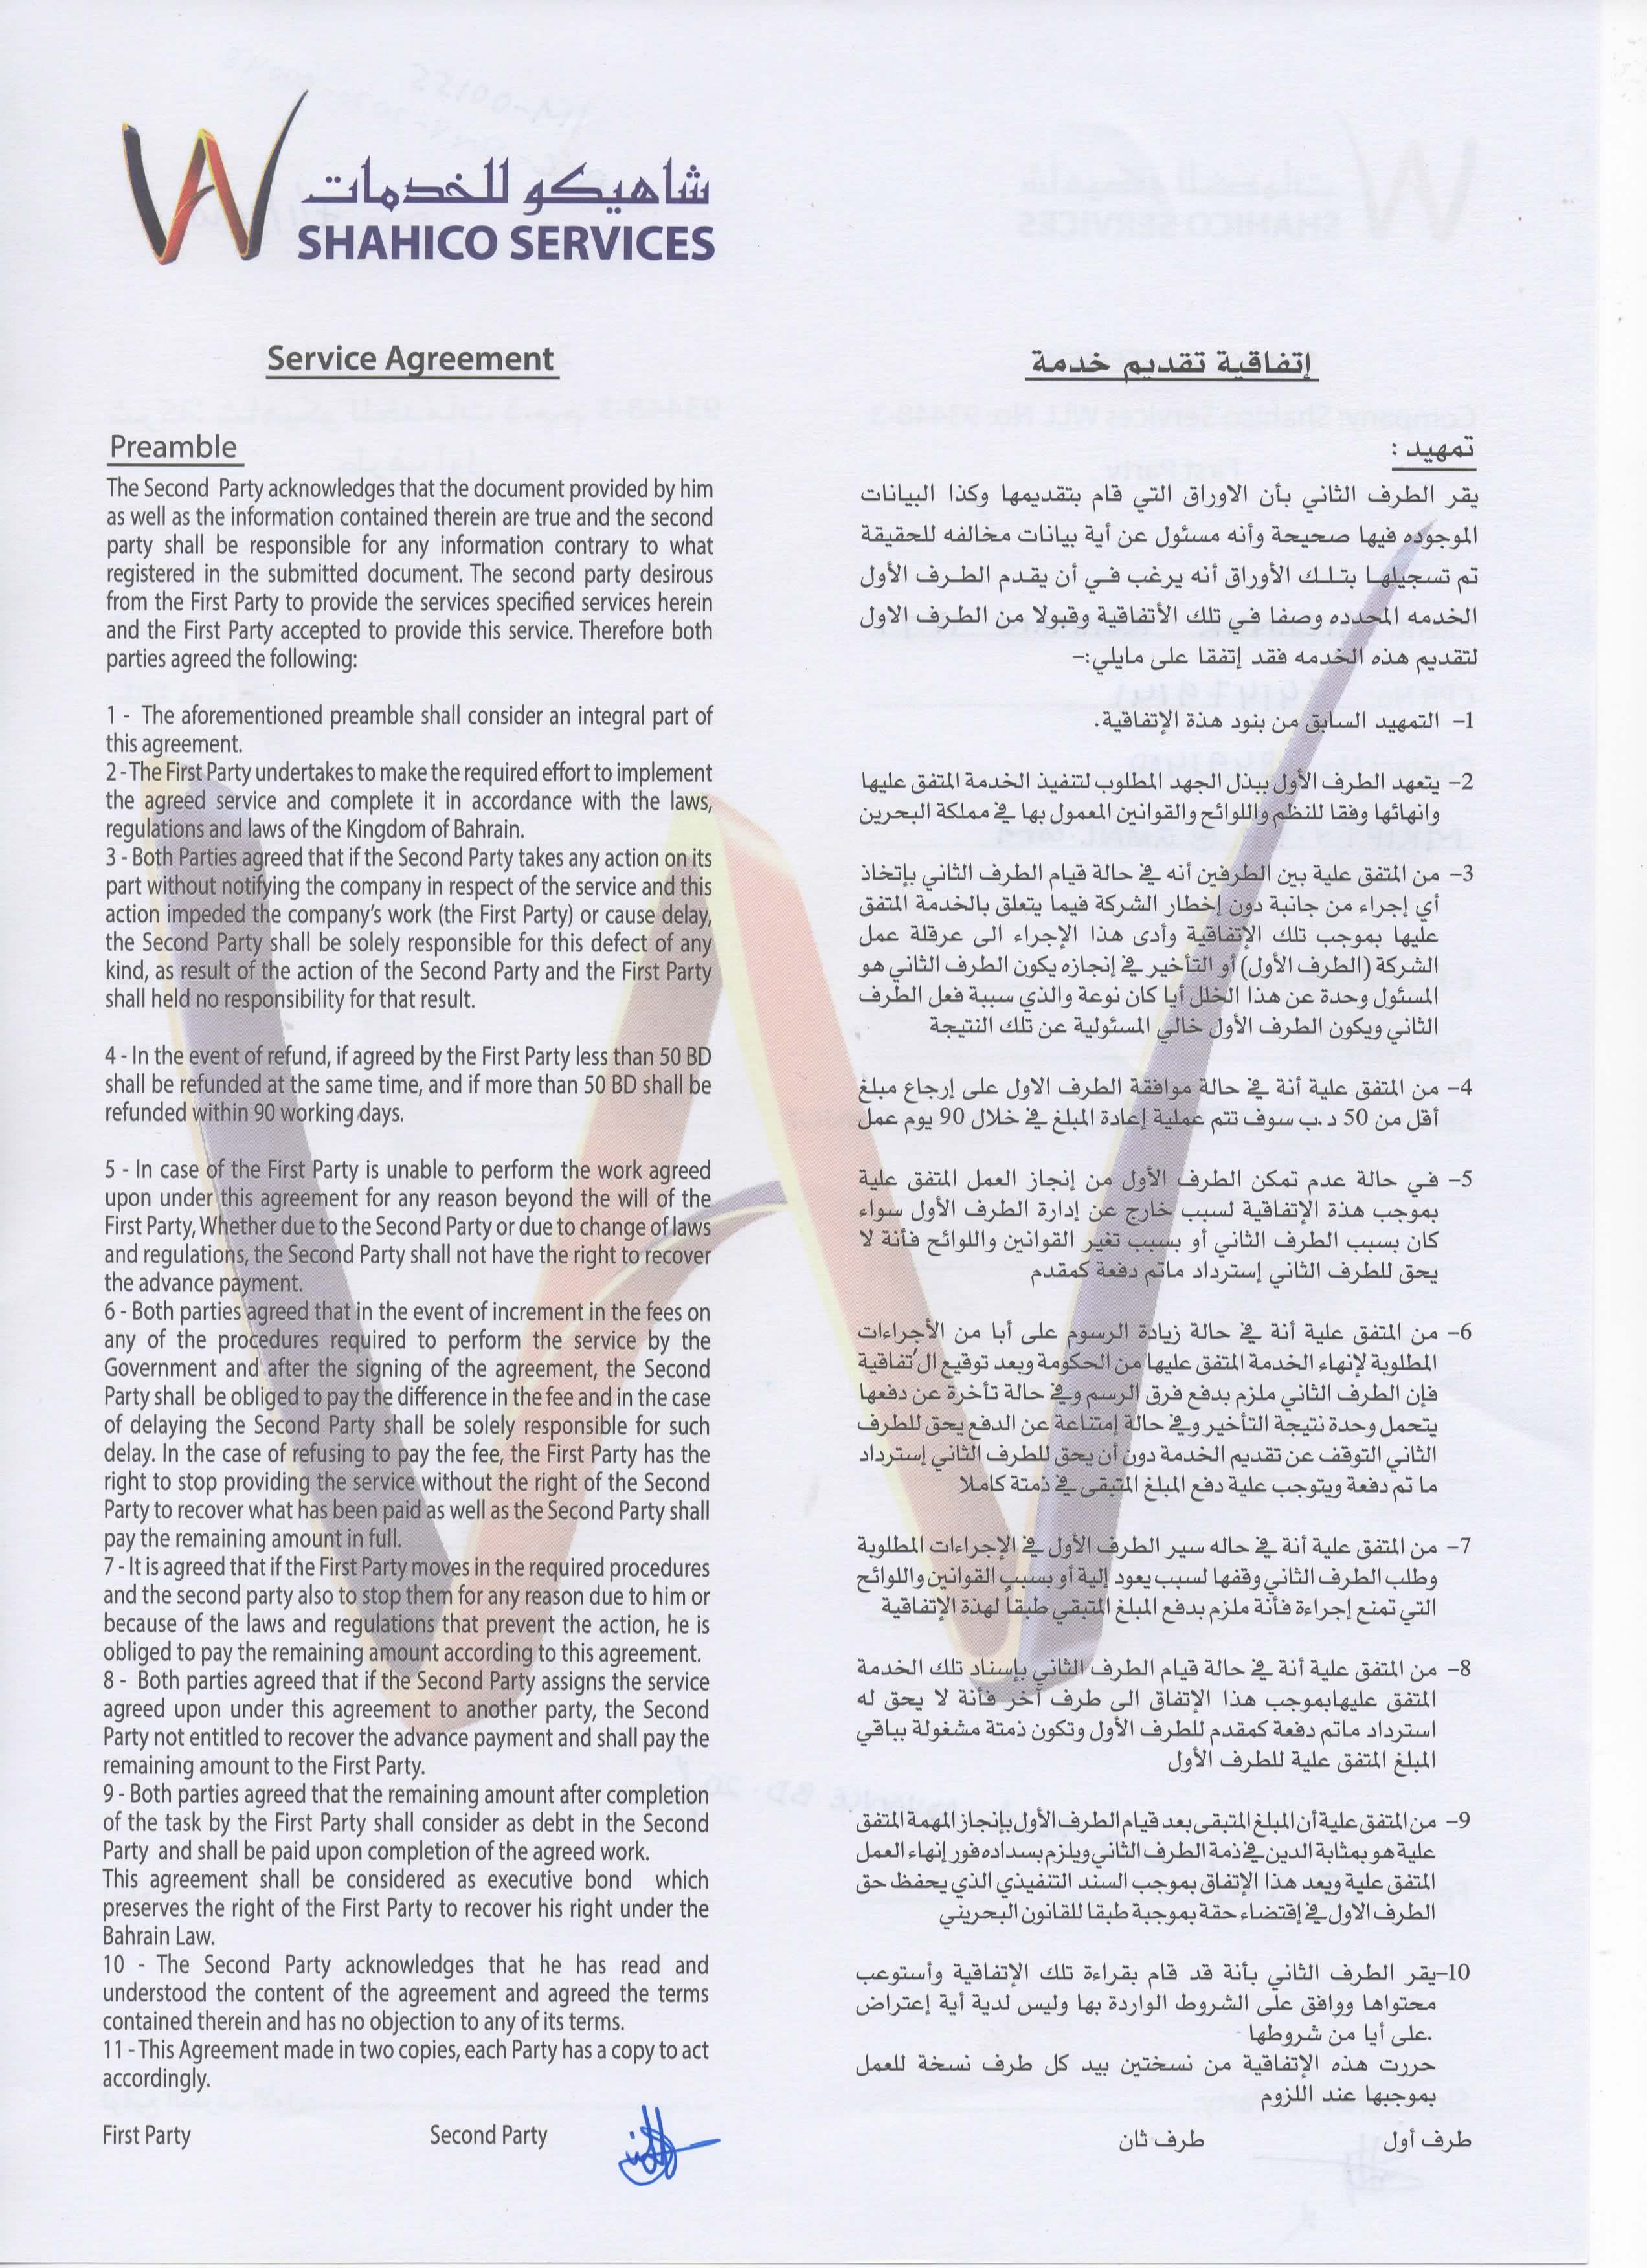 شاهيكو للخدمات
SHAHICO SERVICES
Service Agreement
Preamble
The Second Party acknowledges that the document provided by him
as well as the information contained therein are true and the second
party shall be responsible for any information contrary to what
registered in the submitted document. The second party desirous
from the First Party to provide the services specified services herein
and the First Party accepted to provide this service. Therefore both
parties agreed the following:
1 - The aforementioned preamble shall consider an integral part of
this agreement.
2 - The First Party undertakes to make the required effort to implement
the agreed service and complete it in accordance with the laws,
regulations and laws of the Kingdom of Bahrain.
3 - Both Parties agreed that if the Second Party takes any action on its
part without notifying the company in respect of the service and this
action impeded the company's work (the First Party) or cause delay,
the Second Party shall be solely responsible for this defect of any
kind, as result of the action of the Second Party and the First Party
shall held no responsibility for that result.
4 - In the event of refund, if agreed by the First Party less than 50 BD
shall be refunded at the same time, and if more than 50 BD shall be
refunded within 90 working days.
5 - In case of the First Party is unable to perform the work agreed
upon under this agreement for any reason beyond the will of the
First Party, Whether due to the Second Party or due to change of laws
and regulations, the Second Party shall not have the right to recover
the advance payment.
6 - Both parties agreed that in the event of increment in the fees on
any of the procedures required to perform the service by the
Government and after the signing of the agreement, the Second
Party shall be obliged to pay the difference in the fee and in the case
of delaying the Second Party shall be solely responsible for such
delay. In the case of refusing to pay the fee, the First Party has the
right to stop providing the service without the right of the Second
Party to recover what has been paid as well as the Second Party shall
pay the remaining amount in full.
7 - It is agreed that if the First Party moves in the required procedures
and the second party also to stop them for any reason due to him or
because of the laws and regulations that prevent the action, he is
obliged to pay the remaining amount according to this agreement.
8 - Both parties agreed that if the Second Party assigns the service
agreed upon under this agreement to another party, the Second
Party not entitled to recover the advance payment and shall pay the
remaining amount to the First Party.
9 - Both parties agreed that the remaining amount after completion
of the task by the First Party shall consider as debt in the Second
Party and shall be paid upon completion of the agreed work.
This agreement shall be considered as executive bond which
preserves the right of the First Party to recover his right under the
Bahrain Law.
10 - The Second Party acknowledges that he has read and
understood the content of the agreement and agreed the terms
contained therein and has no objection to any of its terms.
11 - This Agreement made in two copies, each Party has a copy to act
accordingly.
First Party Second Party
إتفاقية تقديم خدمة
تمهيد :
يقر الطرف الثاني بأن الاوراق التي قام بتقديمها وكذا البيانات
الموجوده فيها صحيحة وأنه مسئول عن أية بيانات مخالفه للحقيقة
تم تسجيلها بتلك الأوراق أنه يرغب في أن يقدم الطرف الأول
الخدمه المحدده وصفا في تلك الأتفاقية وقبولا من الطرف الاول
لتقديم هذه الخدمه فقد إتفقا على مايلي:-
1- التمهيد السابق من بنود هذة الإتفاقية.
2- يتعهد الطرف الأول ببذل الجهد المطلوب لتنفيذ الخدمة المتفق عليها
وانهائها وفقا للنظم واللوائح والقوانين المعمول بها في مملكة البحرين
3- من المتفق علية بين الطرفين أنه في حالة قيام الطرف الثاني بإتخاذ
أي إجراء من جانبة دون إخطار الشركة فيما يتعلق بالخدمة المتفق
عليها بموجب تلك الإتفاقية وأدى هذا الإجراء الى عرقلة عمل
الشركة (الطرف الأول) أو التأخير في إنجازه يكون الطرف الثاني هو
المسئول وحدة عن هذا الخلل أيا كان نوعة والذي سببة فعل الطرف
الثاني ويكون الطرف الأول خالي المسئولية عن تلك النتيجة
4- من المتفق علية أنة في حالة موافقة الطرف الاول على إرجاع مبلغ
أقل من 50 د.ب سوف تتم عملية إعادة المبلغ في خلال 90 يوم عمل
5- في حالة عدم تمكن الطرف الأول من إنجاز العمل المتفق علية
بموجب هذة الإتفاقية لسبب خارج عن إدارة الطرف الأول سواء
كان بسبب الطرف الثاني أو بسبب تغير القوانين واللوائح فأنة لا
يحق للطرف الثاني إسترداد ماتم دفعة كمقدم
6- من المتفق علية أنة في حالة زيادة الرسوم على أبا من الأجراءات
المطلوبة لإنهاء الخدمة المتفق عليها من الحكومة وبعد توقيع الإتفاقية
فإن الطرف الثاني ملزم بدفع فرق الرسم وفي حالة تأخرة عن دفعها
يتحمل وحدة نتيجة التأخير وفي حالة إمتناعة عن الدفع يحق للطرف
الثاني التوقف عن تقديم الخدمة دون أن يحق للطرف الثاني إسترداد
ما تم دفعة ويتوجب علية دفع المبلغ المتبقى في ذمتة كاملا
7- من المتفق علية أنة في حاله سير الطرف الأول في الإجراءات المطلوبة
وطلب الطرف الثاني وقفها لسبب يعود إلية أو بسبب القوانين واللوائح
التي تمنع إجراءة فأنة ملزم بدفع المبلغ المتبقي طبقا لهذة الإتفاقية
8- من المتفق علية أنة في حالة قيام الطرف الثاني بإسناد تلك الخدمة
المتفق عليهابموجب هذا الإتفاق الى طرف آخر فأنة لا يحق له
استرداد ماتم دفعة كمقدم للطرف الأول وتكون ذمتة مشغولة بباقي
المبلغ المتفق علية للطرف الأول
9- من المتفق علية أن المبلغ المتبقى بعد قيام الطرف الأول بإنجاز المهمة المتفق
علية هو بمثابة الدين في ذمة الطرف الثاني ويلزم بسداده فور إنهاء العمل
المتفق علية ويعد هذا الإتفاق بموجب السند التنفيذي الذي يحفظ حق
الطرف الاول في إقتضاء حقة بموجبة طبقا للقانون البحريني
10-يقر الطرف الثاني بأنة قد قام بقراءة تلك الإتفاقية وأستوعب
محتواها ووافق على الشروط الواردة بها وليس لدية أية إعتراض
.على أيا من شروطها
حررت هذه الإتفاقية من نسختين بيد كل طرف نسخة للعمل
بموجبها عند اللزوم
طرف أول طرف ثان